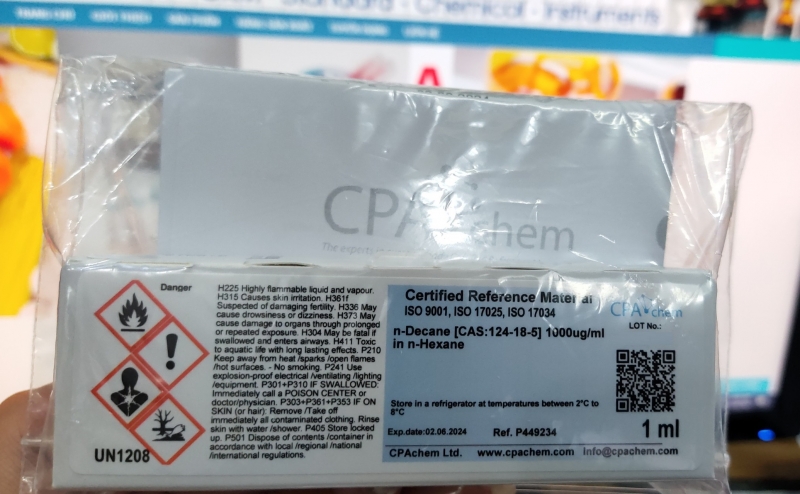 Standard - Chemical - Instruments
TRANG CHỦ
LIÊN HỆ
A
CPAchem
Danger
H225 Highly flammable liquid and vapour.
H315 Causes skin irritation. H361f
Suspected of damaging fertility. H336 May
cause drowsiness or dizziness. H373 May
cause damage to organs through prolonged
or repeated exposure. H304 May be fatal if
swallowed and enters airways. H411 Toxic
to aquatic life with long lasting effects. P210
Keep away from heat /sparks /open flames
/hot surfaces. - No smoking. P241 Use
explosion-proof electrical /ventilating /lighting
/equipment. P301+P310 IF SWALLOWED:
Immediately call a POISON CENTER or
doctor/physician. P303+P361+P353 IF ON
SKIN (or hair): Remove /Take off
immediately all contaminated clothing. Rinse
skin with water /shower. P405 Store locked
up. P501 Dispose of contents /container in
accordance with local /regional /national
/international regulations.
UN1208
Certified Reference Material
ISO 9001, ISO 17025, ISO 17034
n-Decane [CAS:124-18-5] 1000ug/ml
in n-Hexane
CPAchem
LOT No.:
Store in a refrigerator at temperatures between 2°C to
8°C
Exp.date:02.06.2024 Ref. P449234
1 ml
CPAchem Ltd. www.cpachem.com info@cpachem.com